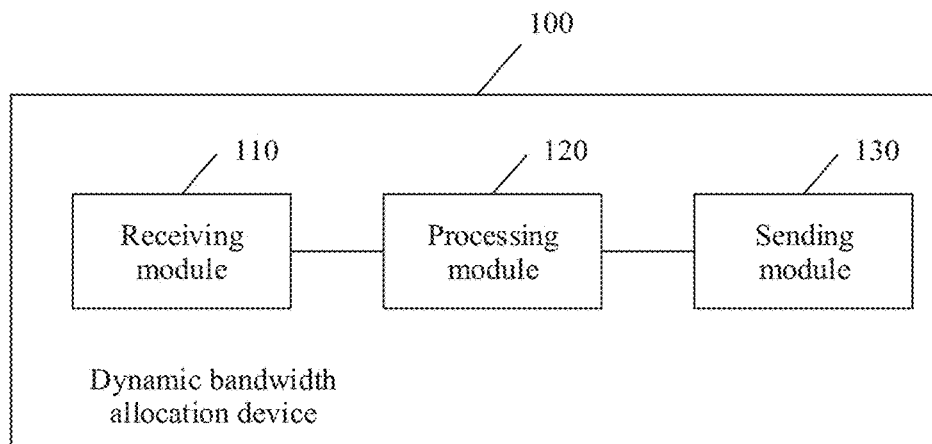 100
110
120
130
Receiving
module
Processing
module
Sending
module
Dynamic bandwidth
allocation device